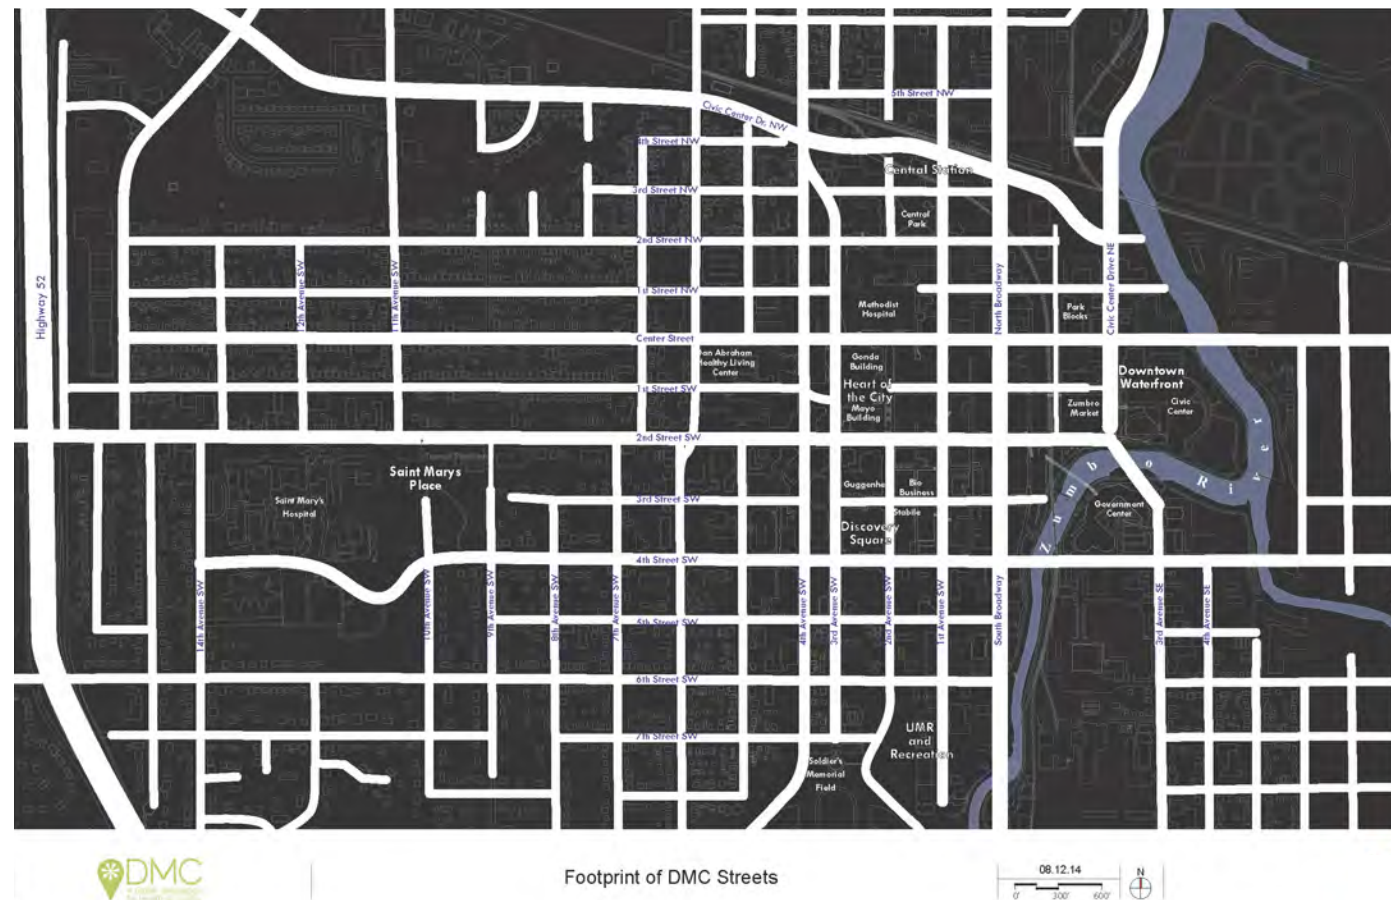 5th Street NW
Civic Center Dr. NW
4th Street NW
Central Station
3rd Street NW
Central
Park
2nd Street NW
12th Avenue SW
11th Avenue SW
Highway 52
1st Street NW
North Broadway
Civic Center Drive NE
Methodist
Hospital
Park
Blocks
Center Street
Dan Abraham
Healthy Living
Center
Gonda
Building
Downtown
Waterfront
1st Street SW
Heart of
the City
Mayo
Building
Zumbro
Market
Civic
Center
2nd Street SW
Zumbro River
Saint Marys
Place
Saint Mary's
Hospital
Guggenhe
Bio
Business
3rd Street SW
Stabile
Government
Center
Discovery
Square
4th Street SW
14th Avenue SW
10th Avenue SW
9th Avenue SW
8th Avenue SW
7th Avenue SW
4th Avenue SW
3rd Avenue SW
2nd Avenue SW
1st Avenue SW
South Broadway
3rd Avenue SE
4th Avenue SE
5th Street SW
6th Street SW
7th Street SW
UMR
and
Recreation
Soldier's
Memorial
Field
DMC
Footprint of DMC Streets
08.12.14
0' 300' 600'
N